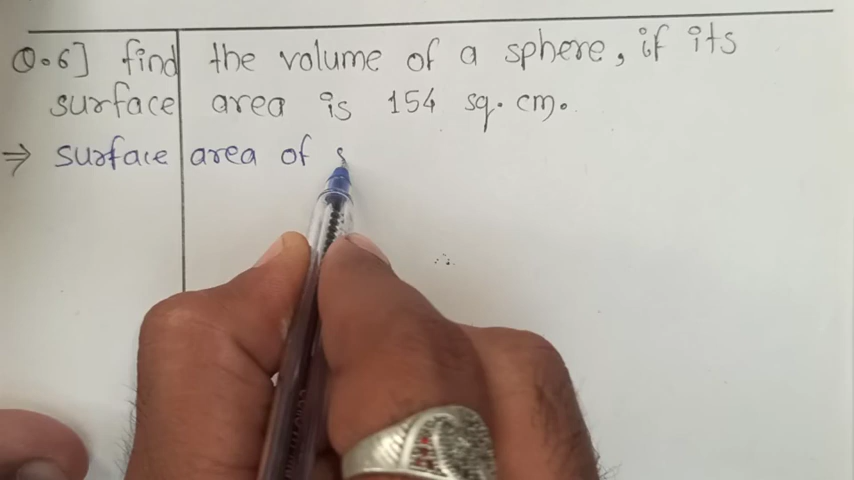 Q.6] find the volume of a sphere, if its
surface area is 154 sq. cm.
⇒ surface area of s